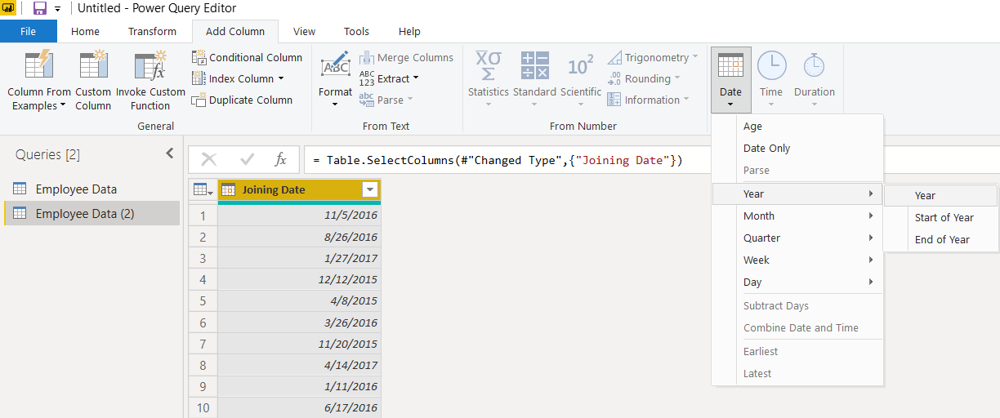 Untitled - Power Query Editor
File Home Transform Add Column View Tools Help
Column From Examples
Custom Column
Invoke Custom Function
Conditional Column
Index Column
Duplicate Column
General
Format
ABC
Merge Columns
ABC 123 Extract
abc Parse
From Text
XσΣ
Statistics
Standard
10²
Scientific
Trigonometry
.00 →.0 Rounding
Information
From Number
Date
Time
Duration
Age
Date Only
Parse
Year
Month
Quarter
Week
Day
Subtract Days
Combine Date and Time
Earliest
Latest
Year
Start of Year
End of Year
Queries [2]
Employee Data
Employee Data (2)
fx = Table.SelectColumns(#"Changed Type",{"Joining Date"})
Joining Date
1 11/5/2016
2 8/26/2016
3 1/27/2017
4 12/12/2015
5 4/8/2015
6 3/26/2016
7 11/20/2015
8 4/14/2017
9 1/11/2016
10 6/17/2016